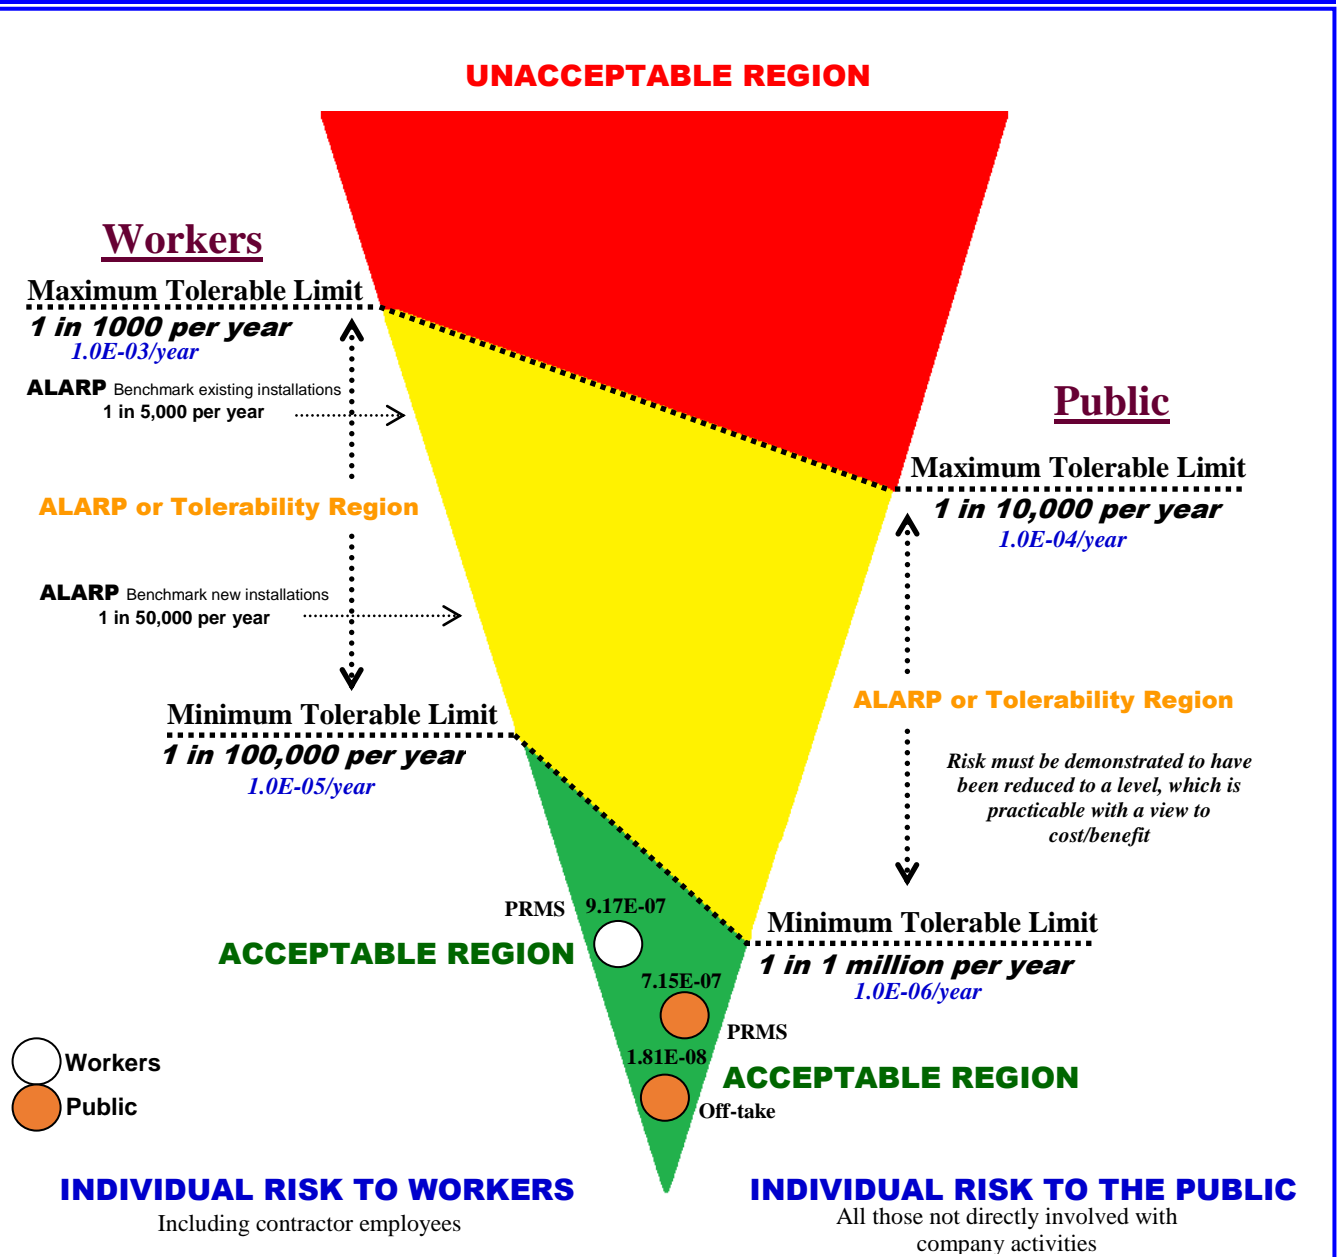 UNACCEPTABLE REGION
Workers
Maximum Tolerable Limit
1 in 1000 per year
1.0E-03/year
ALARP Benchmark existing installations
1 in 5,000 per year
Public
Maximum Tolerable Limit
1 in 10,000 per year
1.0E-04/year
ALARP or Tolerability Region
ALARP Benchmark new installations
1 in 50,000 per year
Minimum Tolerable Limit
1 in 100,000 per year
1.0E-05/year
ALARP or Tolerability Region
Risk must be demonstrated to have
been reduced to a level, which is
practicable with a view to
cost/benefit
PRMS 9.17E-07
ACCEPTABLE REGION
Minimum Tolerable Limit
1 in 1 million per year
1.0E-06/year
7.15E-07
PRMS
1.81E-08
ACCEPTABLE REGION
Off-take
Workers
Public
INDIVIDUAL RISK TO WORKERS
Including contractor employees
INDIVIDUAL RISK TO THE PUBLIC
All those not directly involved with
company activities